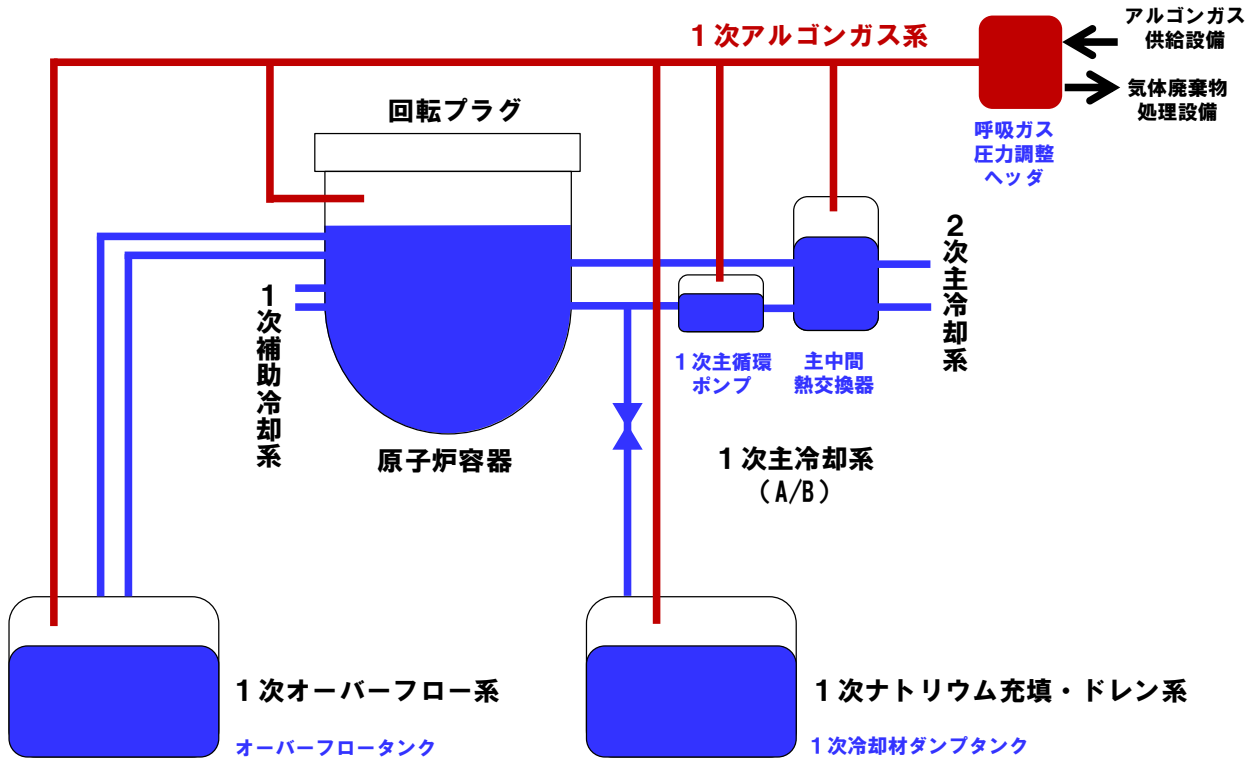 アルゴンガス
供給設備
１次アルゴンガス系
気体廃棄物
処理設備
回転プラグ
呼吸ガス
圧力調整
ヘッダ
２次主冷却系
１次補助冷却系
１次主循環
ポンプ
主中間
熱交換器
原子炉容器
１次主冷却系
（A/B）
１次オーバーフロー系
オーバーフロータンク
１次ナトリウム充填・ドレン系
１次冷却材ダンプタンク